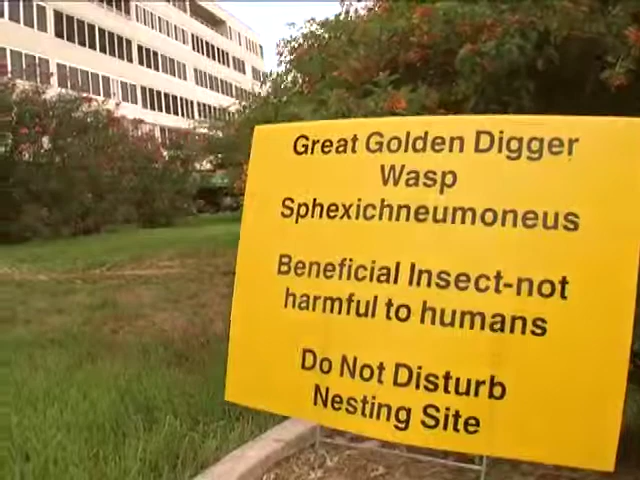 Great Golden Digger
Wasp
Sphexichneumoneus
Beneficial Insect-not
harmful to humans
Do Not Disturb
Nesting Site